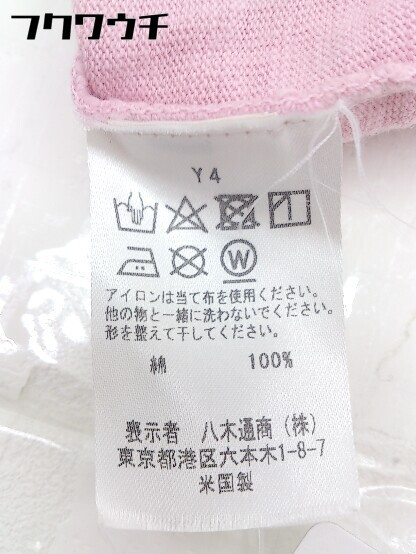 フクワウチ
Y4
アイロンは当て布を使用ください。
他の物と一緒に洗わないでください。
形を整えて干してください。
綿 100%
表示者 八木通商(株)
東京都港区六本木1-8-7
米国製